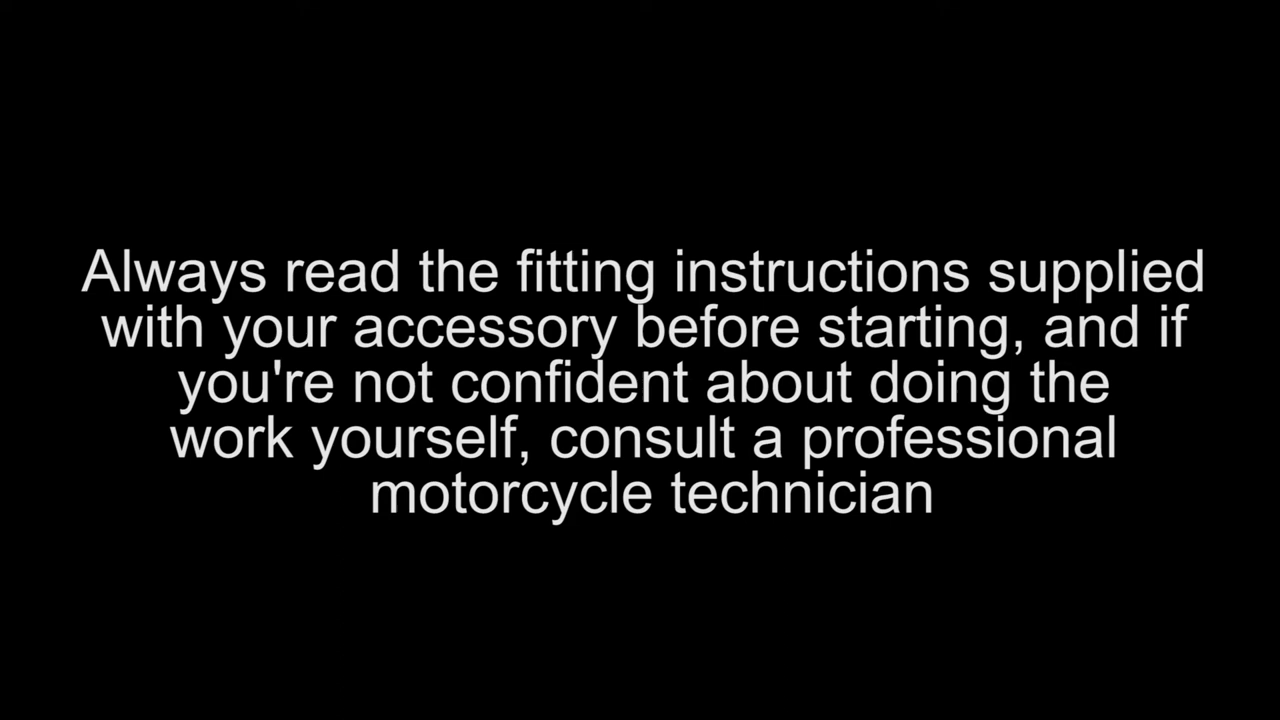 Always read the fitting instructions supplied
with your accessory before starting, and if
you're not confident about doing the
work yourself, consult a professional
motorcycle technician